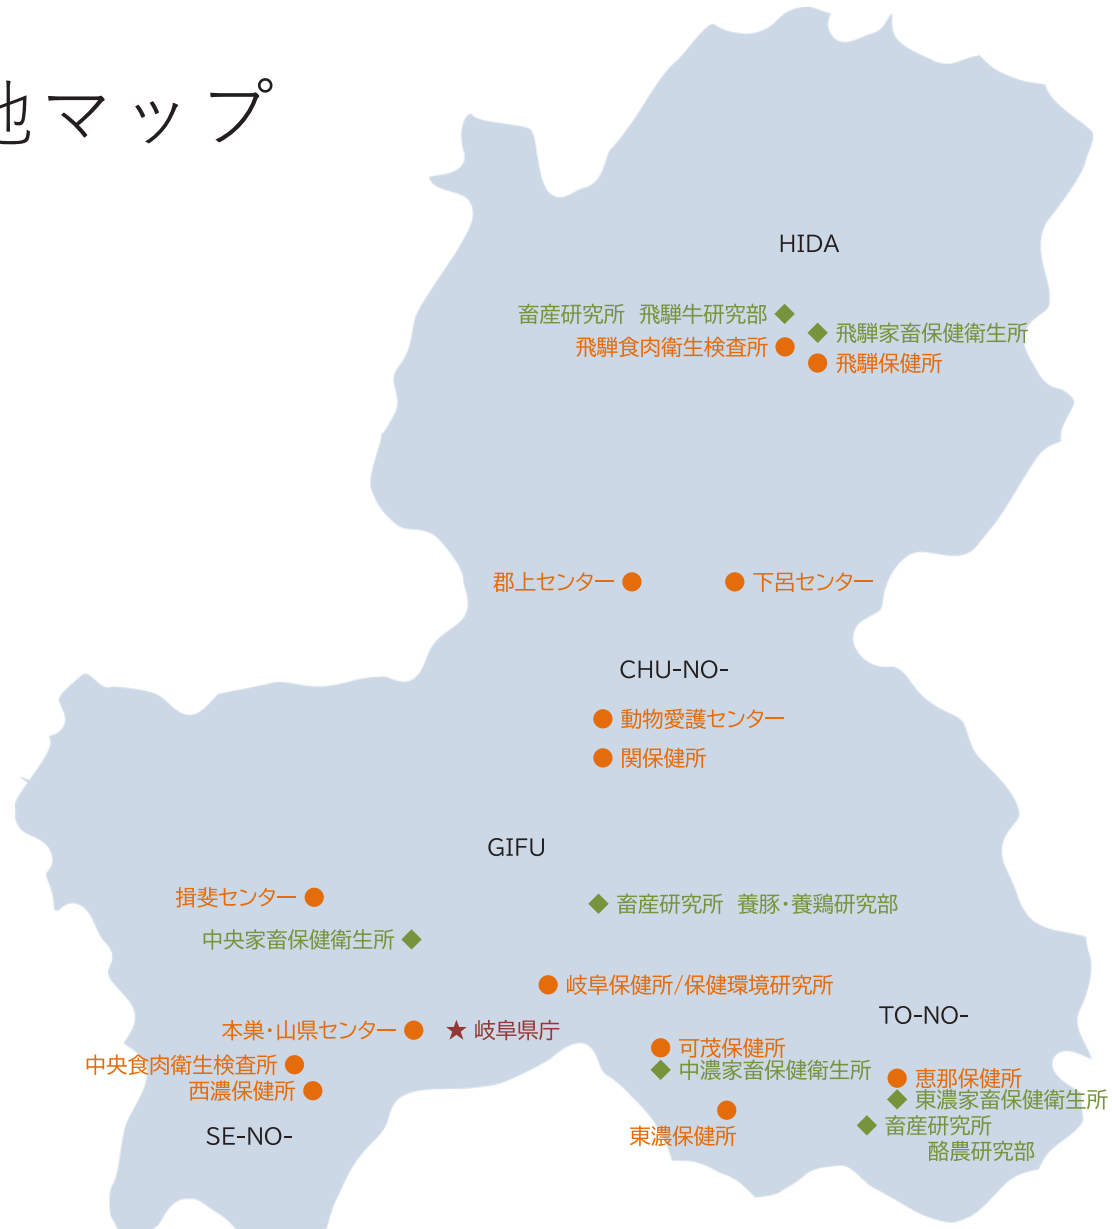 地マップ
HIDA
畜産研究所 飛騨牛研究部
飛騨家畜保健衛生所
飛騨食肉衛生検査所
飛騨保健所
郡上センター
下呂センター
CHU-NO-
動物愛護センター
関保健所
GIFU
揖斐センター
畜産研究所 養豚・養鶏研究部
中央家畜保健衛生所
岐阜保健所/保健環境研究所
TO-NO-
本巣・山県センター
★ 岐阜県庁
可茂保健所
中央食肉衛生検査所
中濃家畜保健衛生所
恵那保健所
西濃保健所
東濃家畜保健衛生所
畜産研究所
酪農研究部
東濃保健所
SE-NO-